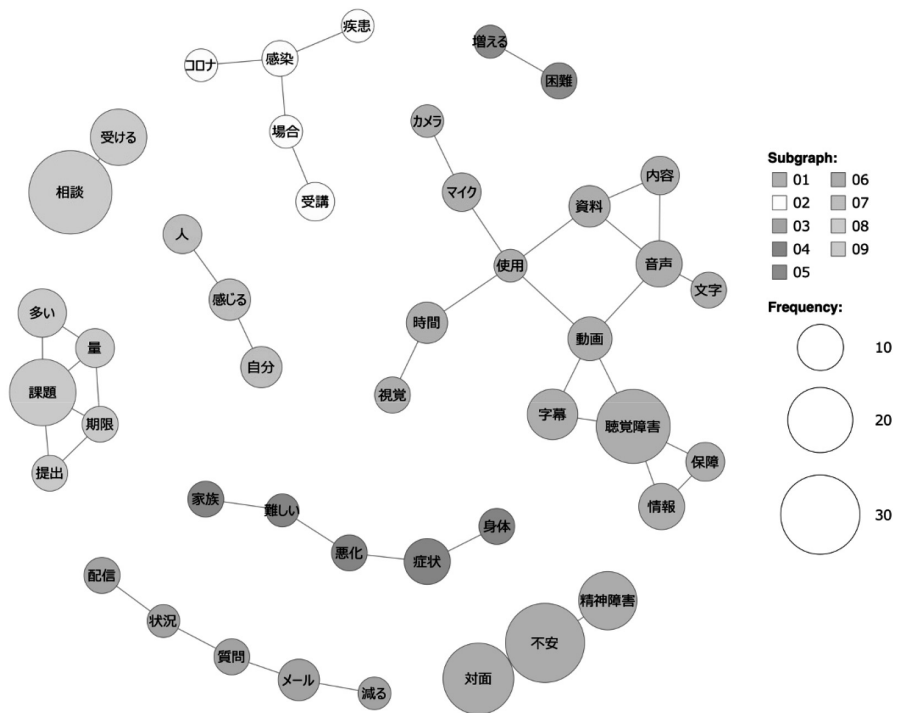 疾患
コロナ
感染
場合
受講
増える
困難
カメラ
マイク
内容
資料
使用
音声
文字
受ける
相談
人
感じる
自分
時間
視覚
動画
字幕
聴覚障害
保障
情報
多い
量
課題
期限
提出
家族
難しい
悪化
症状
身体
配信
状況
質問
メール
減る
精神障害
不安
対面
Subgraph:
01 06
02 07
03 08
04 09
05
Frequency:
10
20
30